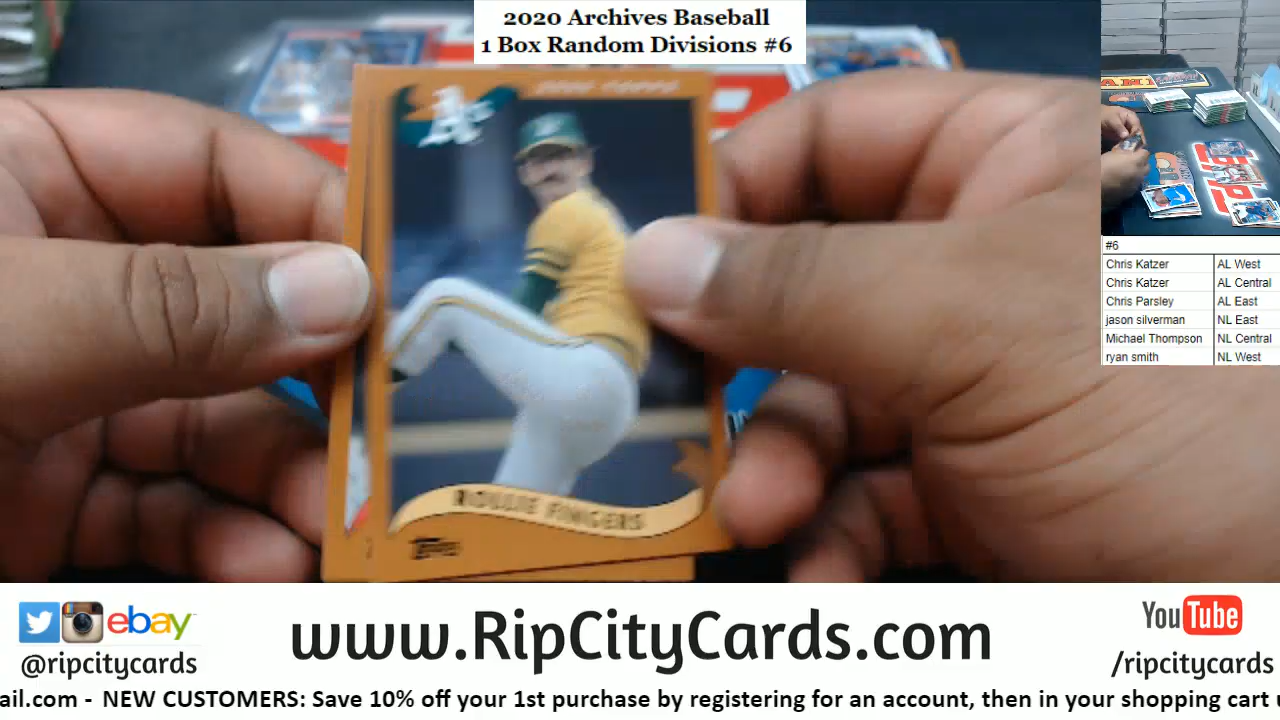 2020 Archives Baseball
1 Box Random Divisions #6
A's
ROLLIE FINGERS
Topps
#6
Chris Katzer AL West
Chris Katzer AL Central
Chris Parsley AL East
jason silverman NL East
Michael Thompson NL Central
ryan smith NL West
ebay
@ripcitycards
www.RipCityCards.com
YouTube
/ripcitycards
ail.com - NEW CUSTOMERS: Save 10% off your 1st purchase by registering for an account, then in your shopping cart